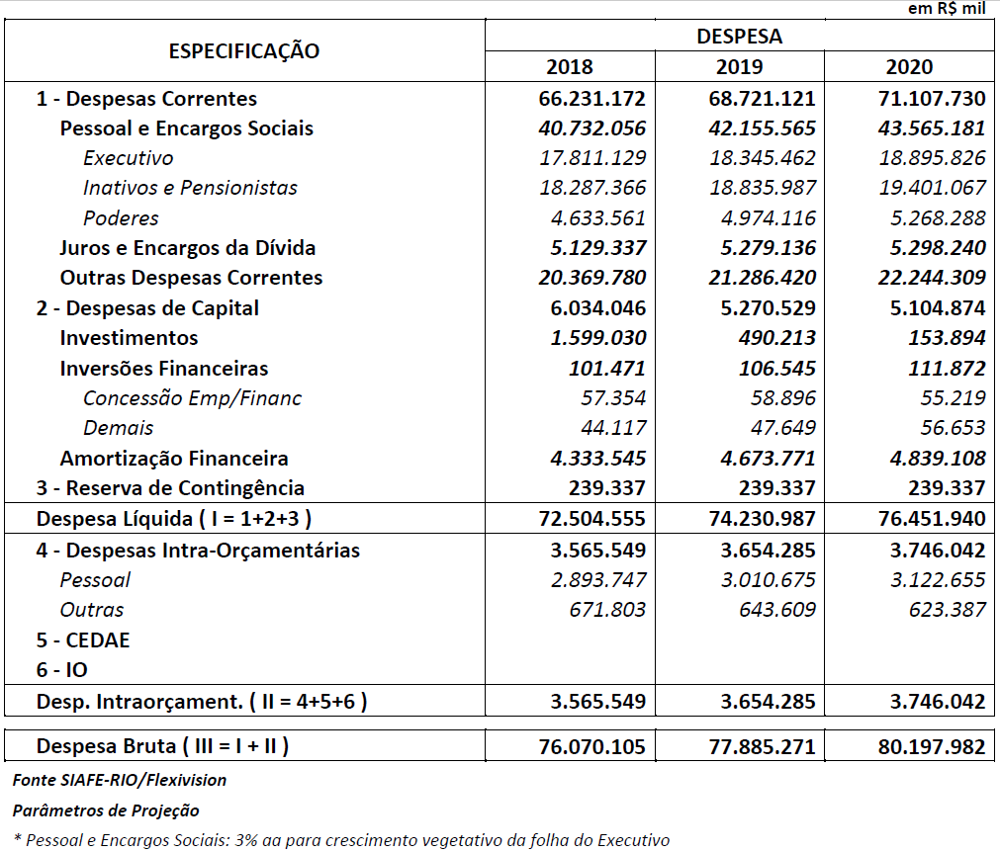 em R$ mil
ESPECIFICAÇÃO
DESPESA
2018 2019 2020
1 - Despesas Correntes 66.231.172 68.721.121 71.107.730
Pessoal e Encargos Sociais 40.732.056 42.155.565 43.565.181
Executivo 17.811.129 18.345.462 18.895.826
Inativos e Pensionistas 18.287.366 18.835.987 19.401.067
Poderes 4.633.561 4.974.116 5.268.288
Juros e Encargos da Dívida 5.129.337 5.279.136 5.298.240
Outras Despesas Correntes 20.369.780 21.286.420 22.244.309
2 - Despesas de Capital 6.034.046 5.270.529 5.104.874
Investimentos 1.599.030 490.213 153.894
Inversões Financeiras 101.471 106.545 111.872
Concessão Emp/Financ 57.354 58.896 55.219
Demais 44.117 47.649 56.653
Amortização Financeira 4.333.545 4.673.771 4.839.108
3 - Reserva de Contingência 239.337 239.337 239.337
Despesa Líquida ( I = 1+2+3 ) 72.504.555 74.230.987 76.451.940
4 - Despesas Intra-Orçamentárias 3.565.549 3.654.285 3.746.042
Pessoal 2.893.747 3.010.675 3.122.655
Outras 671.803 643.609 623.387
5 - CEDAE
6 - IO
Desp. Intraorçament. ( II = 4+5+6 ) 3.565.549 3.654.285 3.746.042
Despesa Bruta ( III = I + II ) 76.070.105 77.885.271 80.197.982
Fonte SIAFE-RIO/Flexivision
Parâmetros de Projeção
* Pessoal e Encargos Sociais: 3% aa para crescimento vegetativo da folha do Executivo